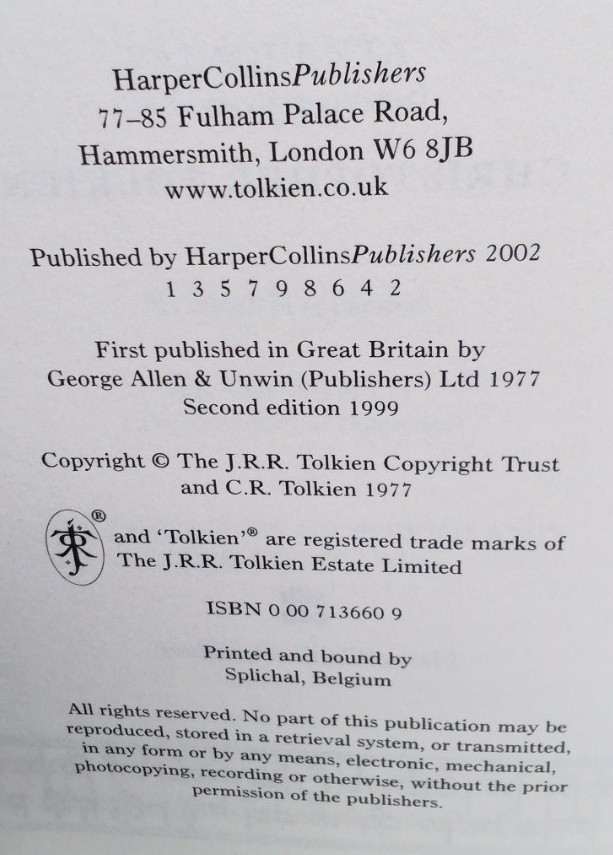 HarperCollinsPublishers
77–85 Fulham Palace Road,
Hammersmith, London W6 8JB
www.tolkien.co.uk
Published by HarperCollinsPublishers 2002
1 3 5 7 9 8 6 4 2
First published in Great Britain by
George Allen & Unwin (Publishers) Ltd 1977
Second edition 1999
Copyright © The J.R.R. Tolkien Copyright Trust
and C.R. Tolkien 1977
® and ‘Tolkien’® are registered trade marks of
The J.R.R. Tolkien Estate Limited
ISBN 0 00 713660 9
Printed and bound by
Splichal, Belgium
All rights reserved. No part of this publication may be
reproduced, stored in a retrieval system, or transmitted,
in any form or by any means, electronic, mechanical,
photocopying, recording or otherwise, without the prior
permission of the publishers.